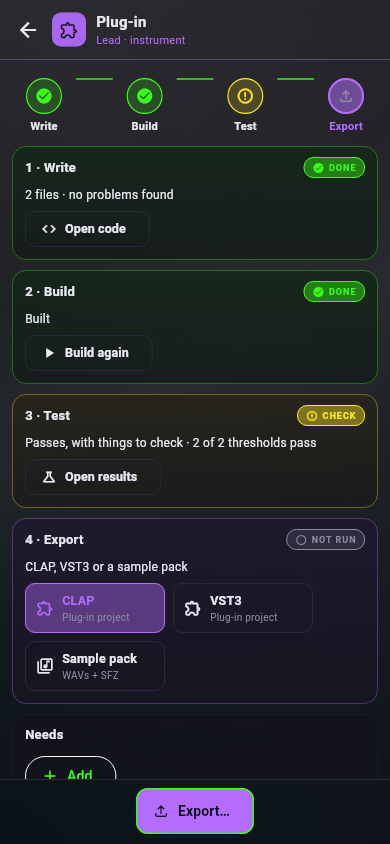 Plug-in
Lead · instrument
Write
Build
Test
Export
1 · Write
DONE
2 files · no problems found
Open code
2 · Build
DONE
Built
Build again
3 · Test
CHECK
Passes, with things to check · 2 of 2 thresholds pass
Open results
4 · Export
NOT RUN
CLAP, VST3 or a sample pack
CLAP
Plug-in project
VST3
Plug-in project
Sample pack
WAVs + SFZ
Needs
Add
Export…